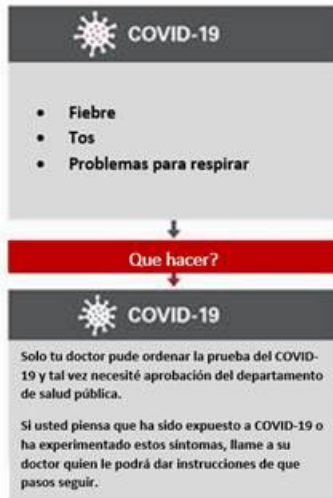 COVID-19
• Fiebre
• Tos
• Problemas para respirar
Que hacer?
COVID-19
Solo tu doctor pude ordenar la prueba del COVID-
19 y tal vez necesité aprobación del departamento
de salud pública.
Si usted piensa que ha sido expuesto a COVID-19 o
ha experimentado estos síntomas, llame a su
doctor quien le podrá dar instrucciones de que
pasos seguir.